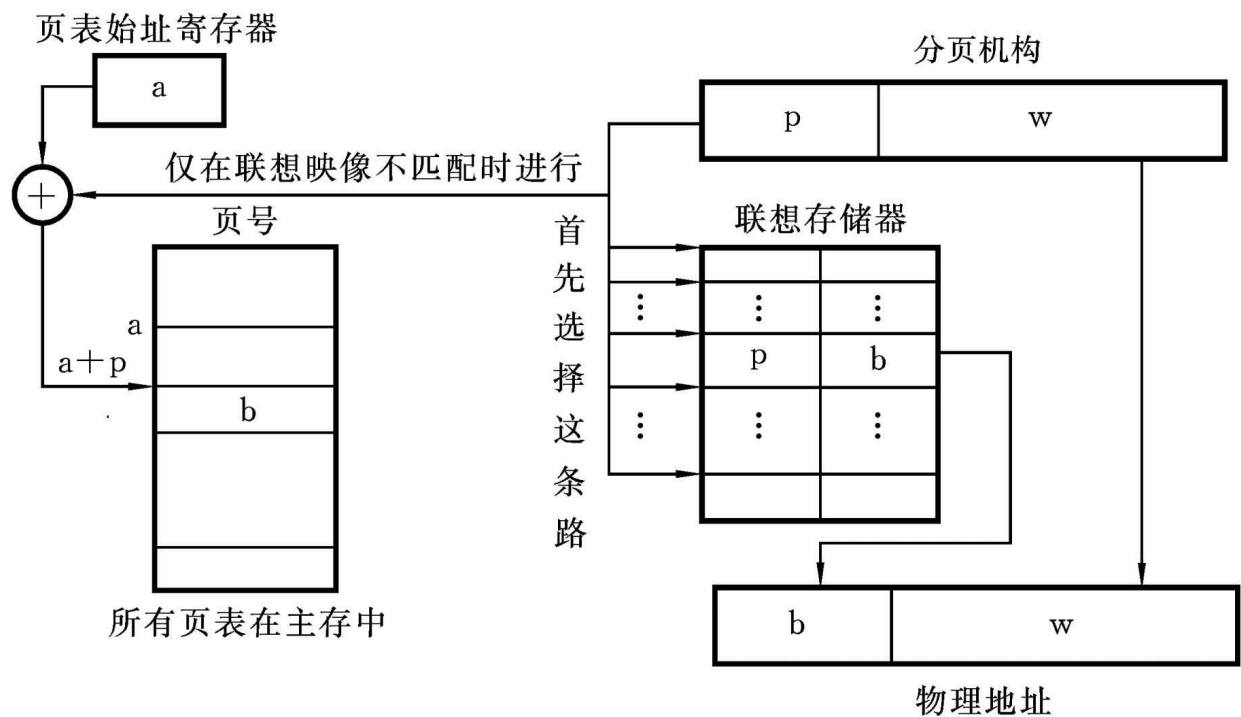 页表始址寄存器
a
分页机构
p w
仅在联想映像不匹配时进行
+
页号
首先选择这条路
联想存储器
a
a+p
b
⋮ ⋮ ⋮
p b
⋮ ⋮ ⋮
所有页表在主存中
b w
物理地址